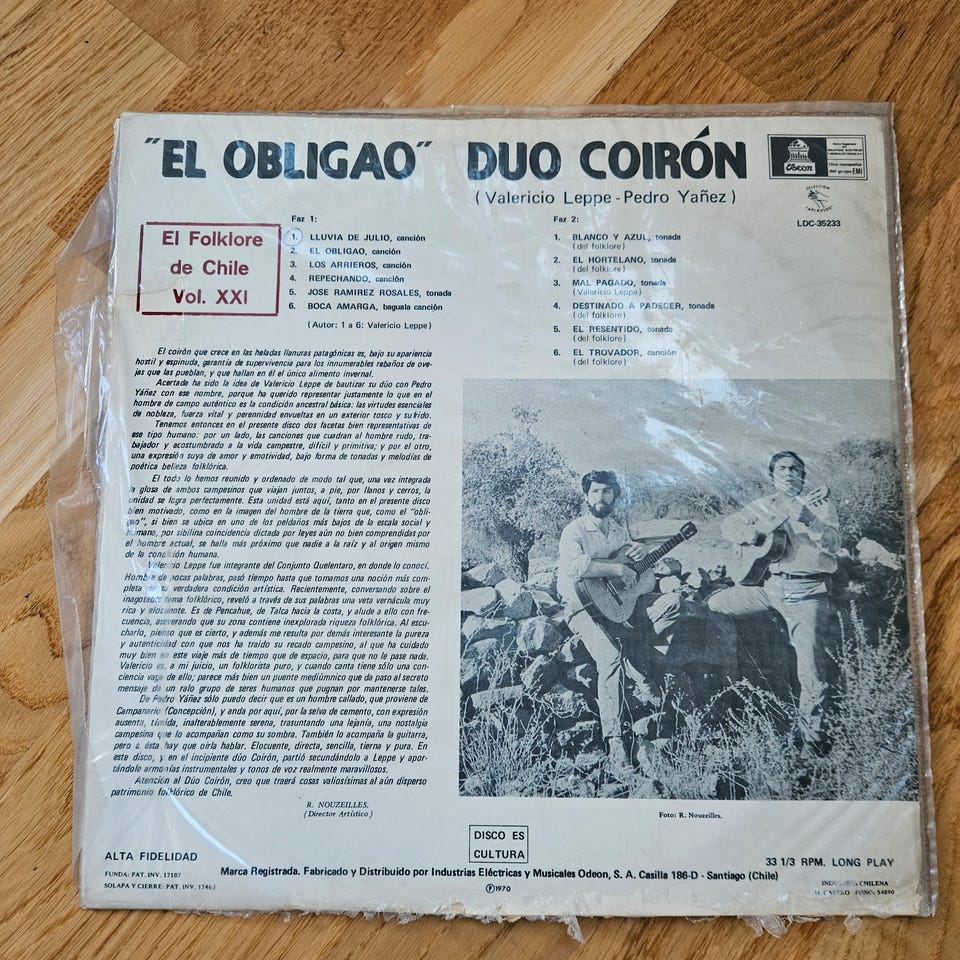 "EL OBLIGAO" DUO COIRÓN
(Valericio Leppe - Pedro Yañez)
Odeon
Una compañía
del grupo EMI
SELECCION
LDC-35233
El Folklore
de Chile
Vol. XXI
Faz 1:
1. LLUVIA DE JULIO, canción
2. EL OBLIGAO, canción
3. LOS ARRIEROS, canción
4. REPECHANDO, canción
5. JOSE RAMIREZ ROSALES, tonada
6. BOCA AMARGA, baguala canción
(Autor: 1 a 6: Valericio Leppe)
Faz 2:
1. BLANCO Y AZUL, tonada
(del folklore)
2. EL HORTELANO, tonada
(del folklore)
3. MAL PAGADO, tonada
(Valericio Leppe)
4. DESTINADO A PADECER, tonada
(del folklore)
5. EL RESENTIDO, tonada
(del folklore)
6. EL TROVADOR, canción
(del folklore)
El coirón que crece en las heladas llanuras patagónicas es, bajo su apariencia
hostil y espinuda, garantía de supervivencia para los innumerables rebaños de ove-
jas que las pueblan, y que hallan en él el único alimento invernal.
Acertada ha sido la idea de Valericio Leppe de bautizar su dúo con Pedro
Yáñez con ese nombre, porque ha querido representar justamente lo que en el
hombre de campo auténtico es la condición ancestral básica: las virtudes esenciales
de nobleza, fuerza vital y perennidad envueltas en un exterior tosco y sufrido.
Tenemos entonces en el presente disco dos facetas bien representativas de
ese tipo humano: por un lado, las canciones que cuadran al hombre rudo, tra-
bajador y acostumbrado a la vida campestre, difícil y primitiva; y por el otro,
una expresión suya de amor y emotividad, bajo forma de tonadas y melodías de
poética belleza folklórica.
El todo lo hemos reunido y ordenado de modo tal que, una vez integrada
la glosa de ambos campesinos que viajan juntos, a pie, por llanos y cerros, la
unidad se logra perfectamente. Esta unidad está aquí, tanto en el presente disco
bien motivado, como en la imagen del hombre de la tierra que, como el "obli-
gao", si bien se ubica en uno de los peldaños más bajos de la escala social y
humana, por sibilina coincidencia dictada por leyes aún no bien comprendidas por
el hombre actual, se halla más próximo que nadie a la raíz y al origen mismo
de la condición humana.
Valericio Leppe fue integrante del Conjunto Quelentaro, en donde lo conocí.
Hombre de pocas palabras, pasó tiempo hasta que tomamos una noción más com-
pleta de su verdadera condición artística. Recientemente, conversando sobre el
inagotable tema folklórico, reveló a través de sus palabras una veta vernácula muy
rica y elocuente. Es de Pencahue, de Talca hacia la costa, y alude a ello con fre-
cuencia, aseverando que su zona contiene inexplorada riqueza folklórica. Al escu-
charlo, pienso que es cierto, y además me resulta por demás interesante la pureza
y autenticidad con que nos ha traído su recado campesino, al que ha cuidado
muy bien en este viaje más de tiempo que de espacio, para que no le pase nada.
Valericio es, a mi juicio, un folklorista puro, y cuando canta tiene sólo una con-
ciencia vaga de ello; parece más bien un puente mediúmnico que da paso al secreto
mensaje de un ralo grupo de seres humanos que pugnan por mantenerse tales.
De Pedro Yáñez sólo puedo decir que es un hombre callado, que proviene de
Campanario (Concepción), y anda por aquí, por la selva de cemento, con expresión
ausente, tímida, inalterablemente serena, trasuntando una lejanía, una nostalgia
campesina que lo acompañan como su sombra. También lo acompaña la guitarra,
pero a ésta hay que oirla hablar. Elocuente, directa, sencilla, tierna y pura. En
este disco, y en el incipiente dúo Coirón, partió secundándolo a Leppe y apor-
tándole armonías instrumentales y tonos de voz realmente maravillosos.
Atención al Dúo Coirón, creo que traerá cosas valiosísimas al aún disperso
patrimonio folklórico de Chile.
R. NOUZEILLES.
(Director Artístico)
Foto: R. Nouzeilles.
DISCO ES
CULTURA
ALTA FIDELIDAD
FUNDA: PAT. INV. 17107
SOLAPA Y CIERRE: PAT. INV. 17463
33 1/3 RPM. LONG PLAY
Marca Registrada. Fabricado y Distribuido por Industrias Eléctricas y Musicales Odeon, S. A. Casilla 186-D - Santiago (Chile)
Ⓟ1970
INDUSTRIA CHILENA
H. CASTRO - FONO: 54890